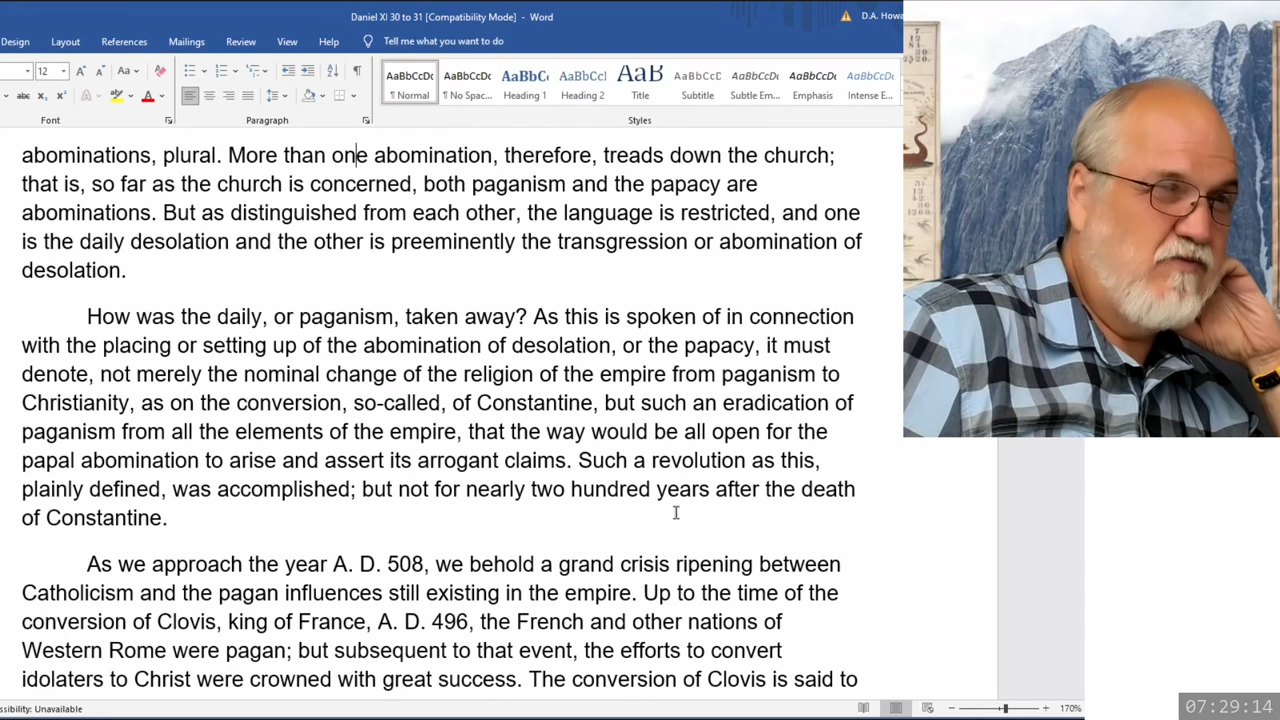 Daniel XI 30 to 31 [Compatibility Mode] - Word
D.A. Howa
Design Layout References Mailings Review View Help Tell me what you want to do
12
AaBbCcDc AaBbCcDc AaBbC AaBbCcC AaB AaBbCcD AaBbCcDc AaBbCcDc AaBbCcDc
¶ Normal ¶ No Spac... Heading 1 Heading 2 Title Subtitle Subtle Em... Emphasis Intense E...
Font Paragraph Styles
abominations, plural. More than one abomination, therefore, treads down the church;
that is, so far as the church is concerned, both paganism and the papacy are
abominations. But as distinguished from each other, the language is restricted, and one
is the daily desolation and the other is preeminently the transgression or abomination of
desolation.
How was the daily, or paganism, taken away? As this is spoken of in connection
with the placing or setting up of the abomination of desolation, or the papacy, it must
denote, not merely the nominal change of the religion of the empire from paganism to
Christianity, as on the conversion, so-called, of Constantine, but such an eradication of
paganism from all the elements of the empire, that the way would be all open for the
papal abomination to arise and assert its arrogant claims. Such a revolution as this,
plainly defined, was accomplished; but not for nearly two hundred years after the death
of Constantine.
As we approach the year A. D. 508, we behold a grand crisis ripening between
Catholicism and the pagan influences still existing in the empire. Up to the time of the
conversion of Clovis, king of France, A. D. 496, the French and other nations of
Western Rome were pagan; but subsequent to that event, the efforts to convert
idolaters to Christ were crowned with great success. The conversion of Clovis is said to
ssibility: Unavailable
170%
07:29:14